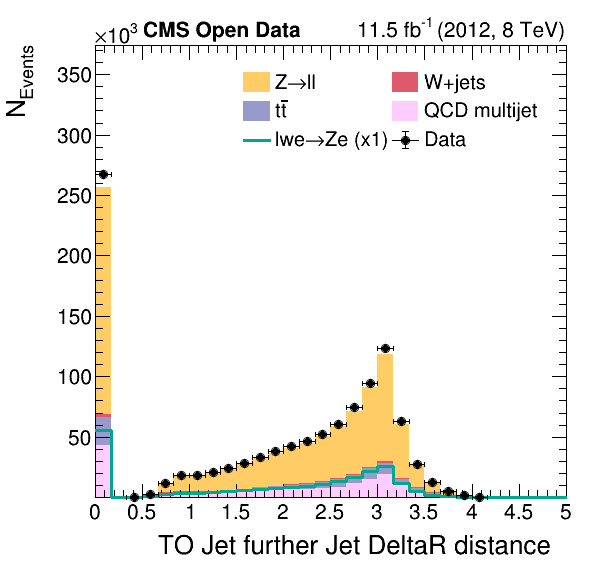 ×10³ CMS Open Data 11.5 fb⁻¹ (2012, 8 TeV)
N_Events
Z→ll W+jets
tt̄ QCD multijet
lwe→Ze (x1) Data
350
300
250
200
150
100
50
0 0.5 1 1.5 2 2.5 3 3.5 4 4.5 5
TO Jet further Jet DeltaR distance